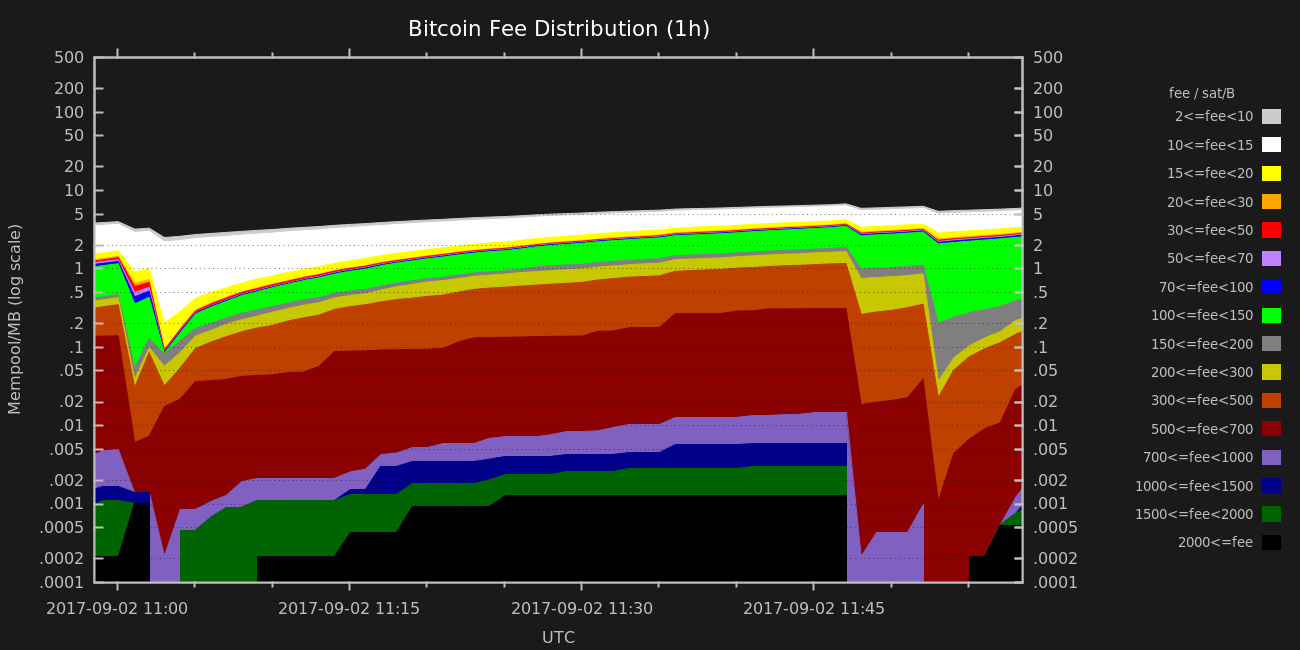 Bitcoin Fee Distribution (1h)
Mempool/MB (log scale)
500
200
100
50
20
10
5
2
1
.5
.2
.1
.05
.02
.01
.005
.002
.001
.0005
.0002
.0001
500
200
100
50
20
10
5
2
1
.5
.2
.1
.05
.02
.01
.005
.002
.001
.0005
.0002
.0001
2017-09-02 11:00
2017-09-02 11:15
2017-09-02 11:30
2017-09-02 11:45
UTC
fee / sat/B
2<=fee<10
10<=fee<15
15<=fee<20
20<=fee<30
30<=fee<50
50<=fee<70
70<=fee<100
100<=fee<150
150<=fee<200
200<=fee<300
300<=fee<500
500<=fee<700
700<=fee<1000
1000<=fee<1500
1500<=fee<2000
2000<=fee